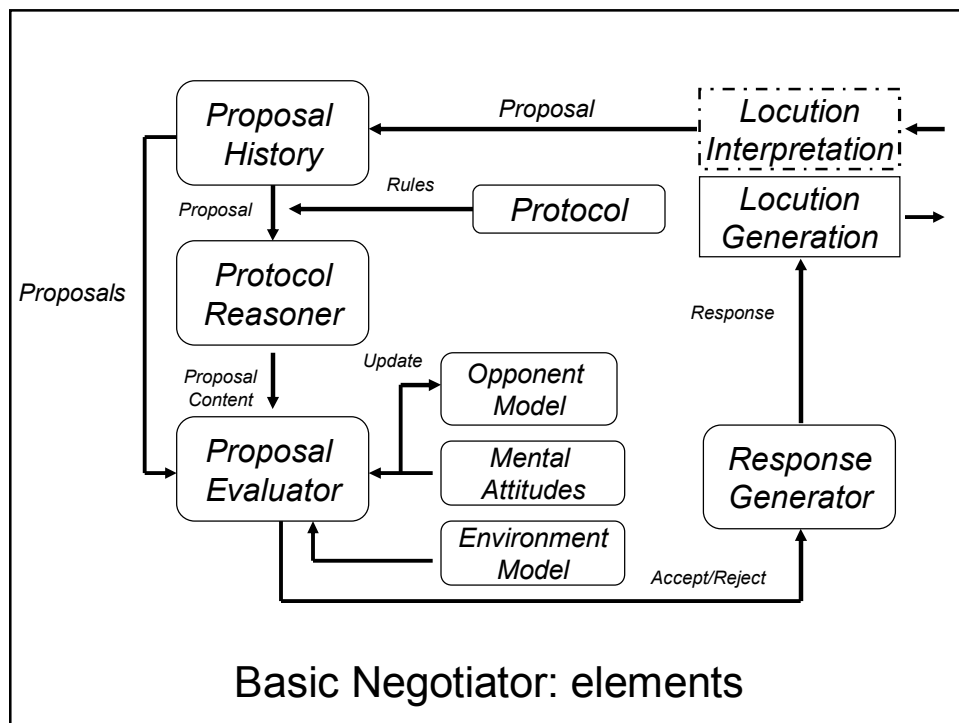 Proposal
History
Proposal
Locution
Interpretation
Rules
Proposal
Protocol
Locution
Generation
Proposals
Protocol
Reasoner
Response
Proposal
Content
Update
Opponent
Model
Proposal
Evaluator
Mental
Attitudes
Response
Generator
Environment
Model
Accept/Reject
Basic Negotiator: elements